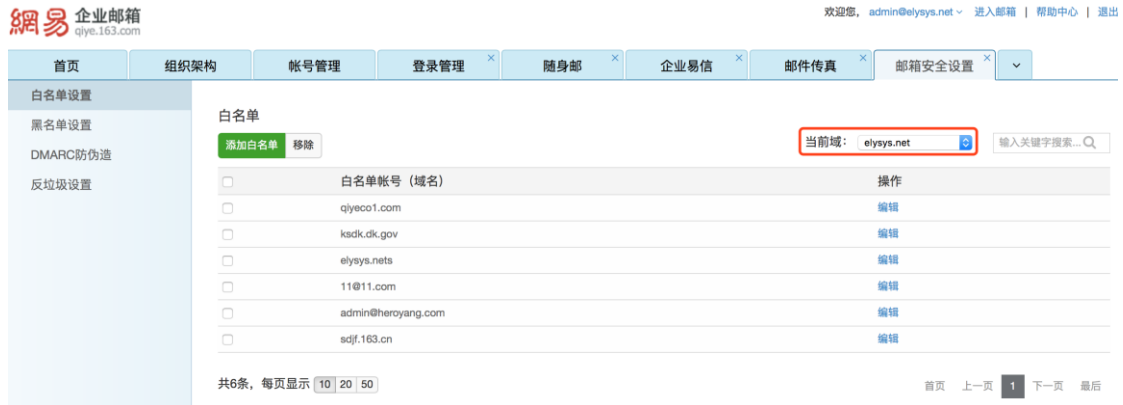 網易 企业邮箱 qiye.163.com
欢迎您, admin@elysys.net 进入邮箱 | 帮助中心 | 退出
首页 组织架构 帐号管理 登录管理 随身邮 企业易信 邮件传真 邮箱安全设置
白名单设置
黑名单设置
DMARC防伪造
反垃圾设置
白名单
添加白名单 移除 当前域: elysys.net 输入关键字搜索...
白名单帐号（域名） 操作
qiyeco1.com 编辑
ksdk.dk.gov 编辑
elysys.nets 编辑
11@11.com 编辑
admin@heroyang.com 编辑
sdjf.163.cn 编辑
共6条, 每页显示 10 20 50 首页 上一页 1 下一页 最后